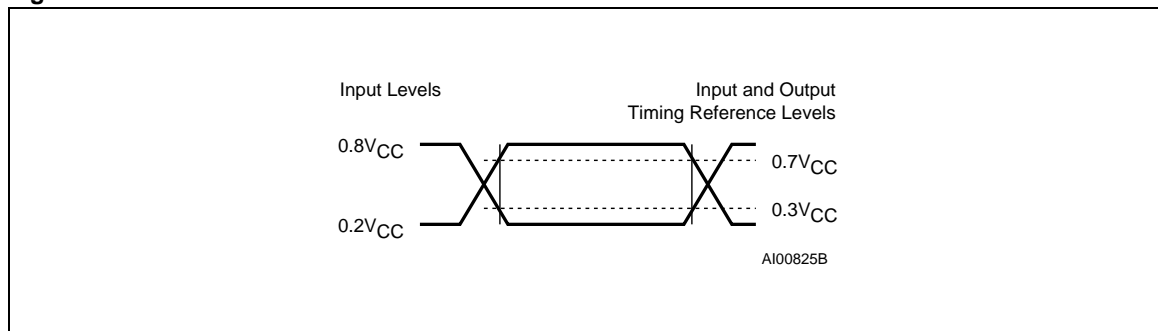 Input Levels
Input and Output
Timing Reference Levels
0.8VCC
0.7VCC
0.3VCC
0.2VCC
AI00825B